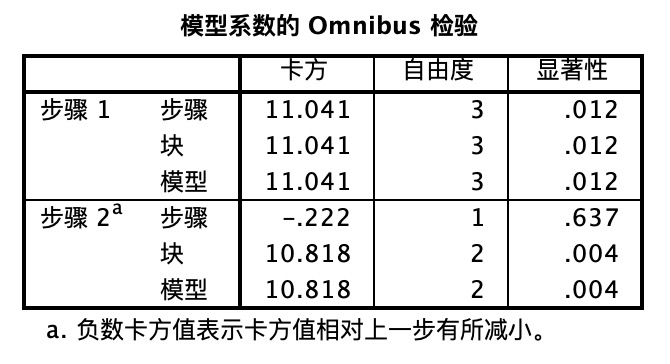 模型系数的 Omnibus 检验
卡方 自由度 显著性
步骤 1 步骤 11.041 3 .012
块 11.041 3 .012
模型 11.041 3 .012
步骤 2a 步骤 -.222 1 .637
块 10.818 2 .004
模型 10.818 2 .004
a. 负数卡方值表示卡方值相对上一步有所减小。